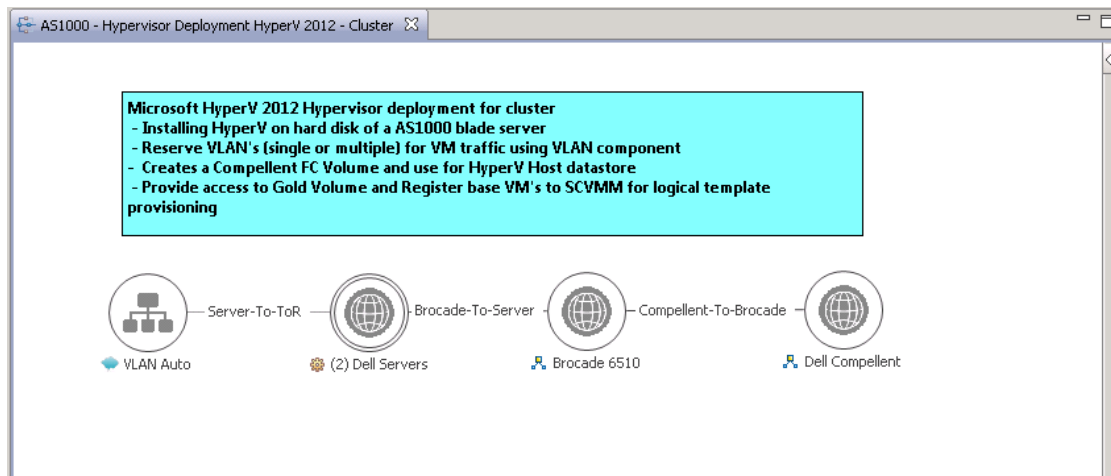 AS1000 - Hypervisor Deployment HyperV 2012 - Cluster
Microsoft HyperV 2012 Hypervisor deployment for cluster
- Installing HyperV on hard disk of a AS1000 blade server
- Reserve VLAN's (single or multiple) for VM traffic using VLAN component
- Creates a Compellent FC Volume and use for HyperV Host datastore
- Provide access to Gold Volume and Register base VM's to SCVMM for logical template
provisioning
Server-To-ToR
Brocade-To-Server
Compellent-To-Brocade
VLAN Auto
(2) Dell Servers
Brocade 6510
Dell Compellent